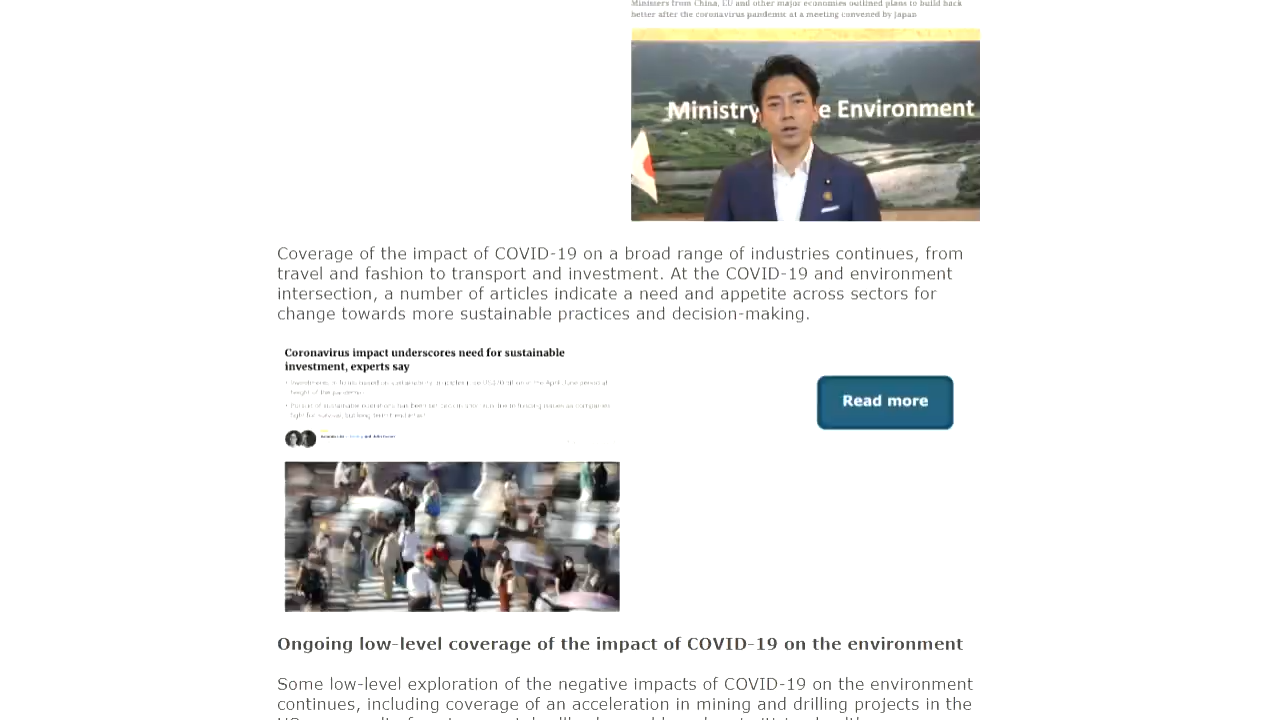 Ministers from China, EU and other major economies outlined plans to build back
better after the coronavirus pandemic at a meeting convened by Japan
Ministry e Environment
Coverage of the impact of COVID-19 on a broad range of industries continues, from
travel and fashion to transport and investment. At the COVID-19 and environment
intersection, a number of articles indicate a need and appetite across sectors for
change towards more sustainable practices and decision-making.
Coronavirus impact underscores need for sustainable
investment, experts say
Read more
Ongoing low-level coverage of the impact of COVID-19 on the environment
Some low-level exploration of the negative impacts of COVID-19 on the environment
continues, including coverage of an acceleration in mining and drilling projects in the